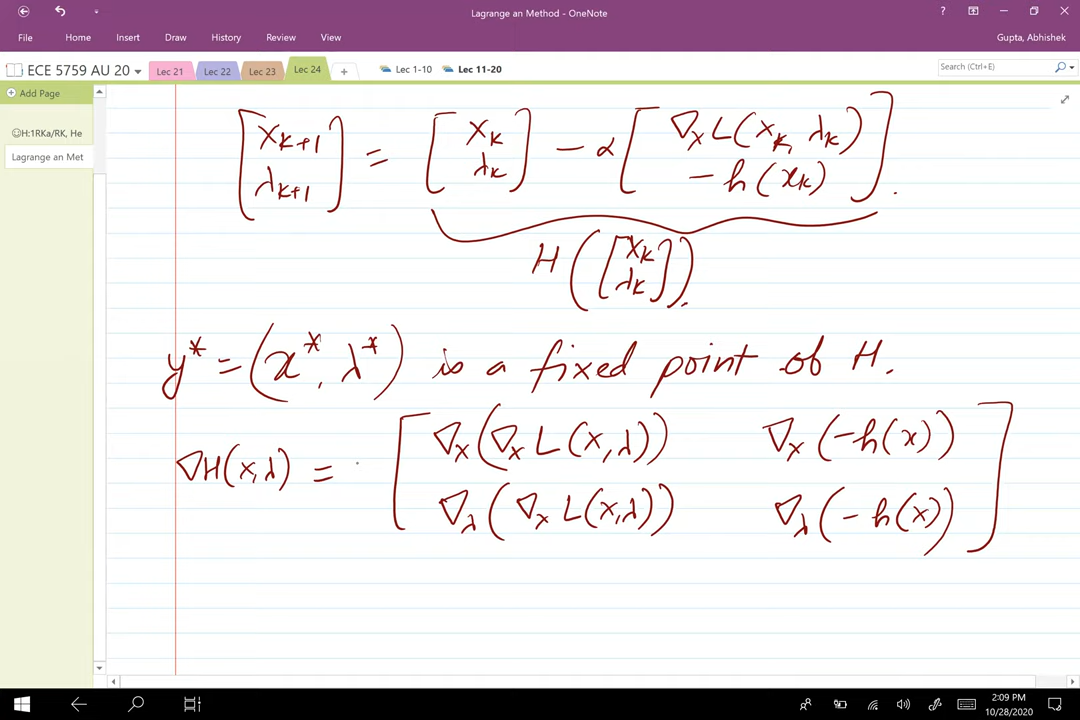 Lagrange an Method - OneNote
?
File Home Insert Draw History Review View
Gupta, Abhishek
ECE 5759 AU 20 Lec 21 Lec 22 Lec 23 Lec 24 + Lec 1-10 Lec 11-20
Search (Ctrl+E)
+ Add Page
☺H:1RKa/RK, He
Lagrange an Met
[x_{k+1} ; λ_{k+1}] = [x_k ; λ_k] - α [∇_x L(x_k, λ_k) ; - h(x_k)].
H([x_k ; λ_k]).
y* = (x*, λ*) is a fixed point of H.
∇H(x,λ) = [∇_x(∇_x L(x,λ)) ∇_x(-h(x)) ; ∇_λ(∇_x L(x,λ)) ∇_λ(-h(x))]
2:09 PM
10/28/2020